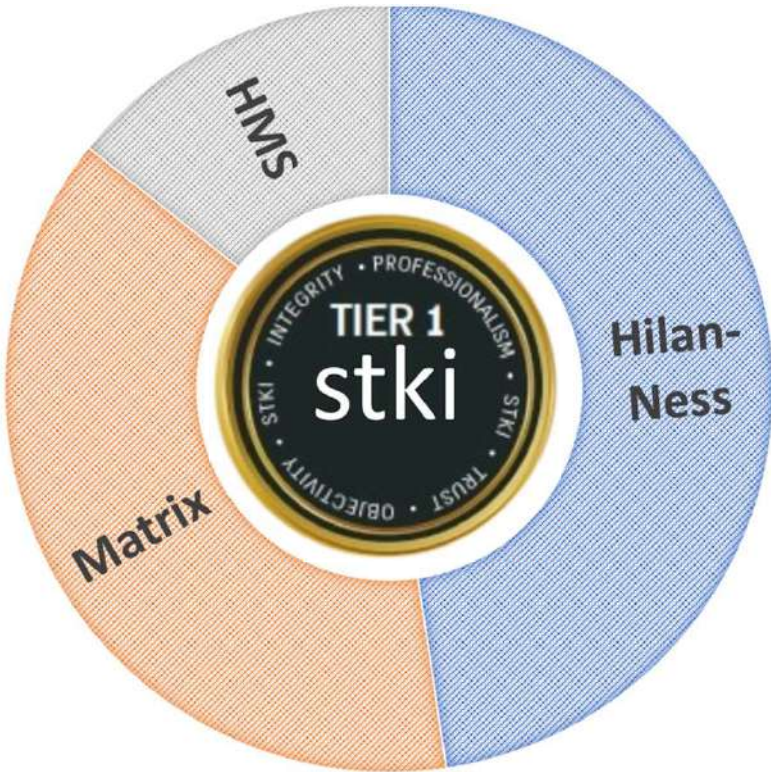 HMS
Hilan-
Ness
Matrix
TIER 1
stki
INTEGRITY • PROFESSIONALISM • STKI • TRUST • OBJECTIVITY • STKI •